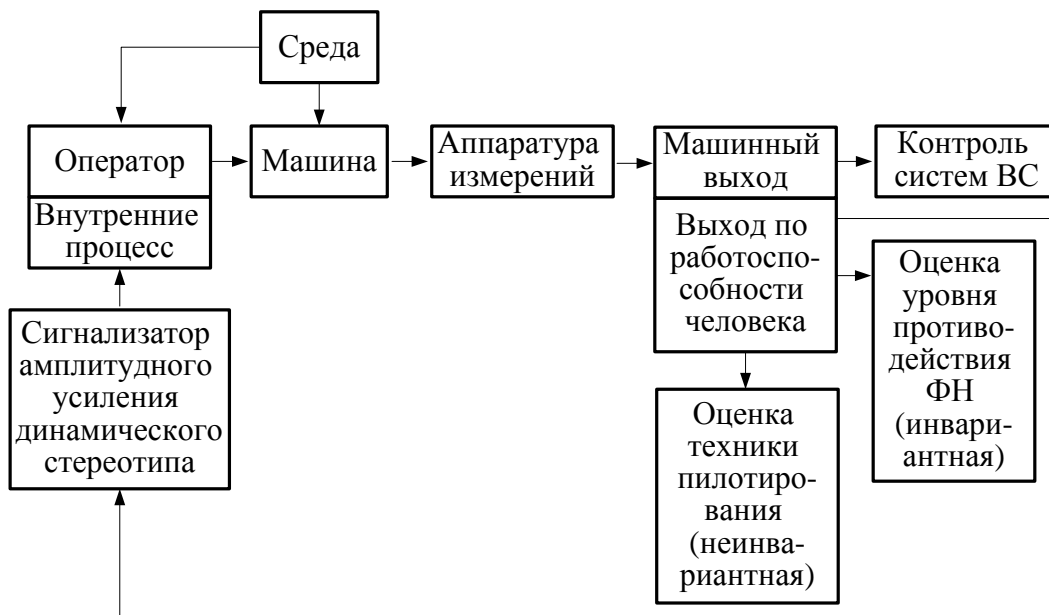 Среда
Оператор
Внутренние
процесс
Машина
Аппаратура
измерений
Машинный
выход
Выход по
работоспо-
собности
человека
Контроль
систем ВС
Оценка
уровня
противо-
действия
ФН
(инвари-
антная)
Сигнализатор
амплитудного
усиления
динамического
стереотипа
Оценка
техники
пилотиро-
вания
(неинва-
риантная)